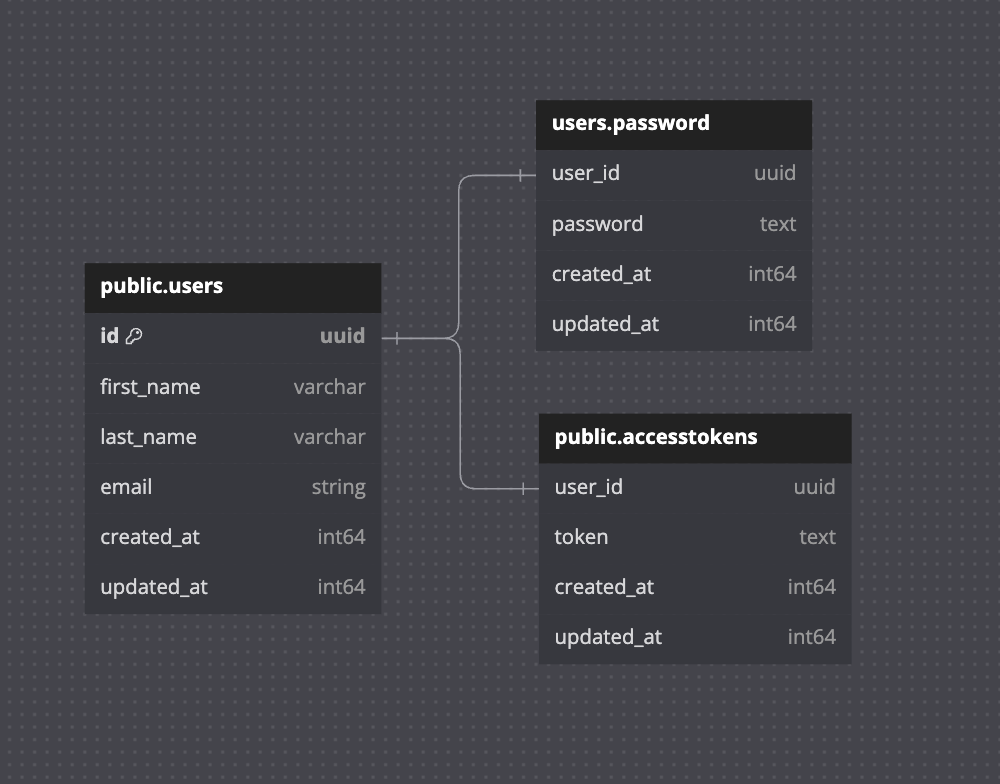 public.users
id uuid
first_name varchar
last_name varchar
email string
created_at int64
updated_at int64
users.password
user_id uuid
password text
created_at int64
updated_at int64
public.accesstokens
user_id uuid
token text
created_at int64
updated_at int64